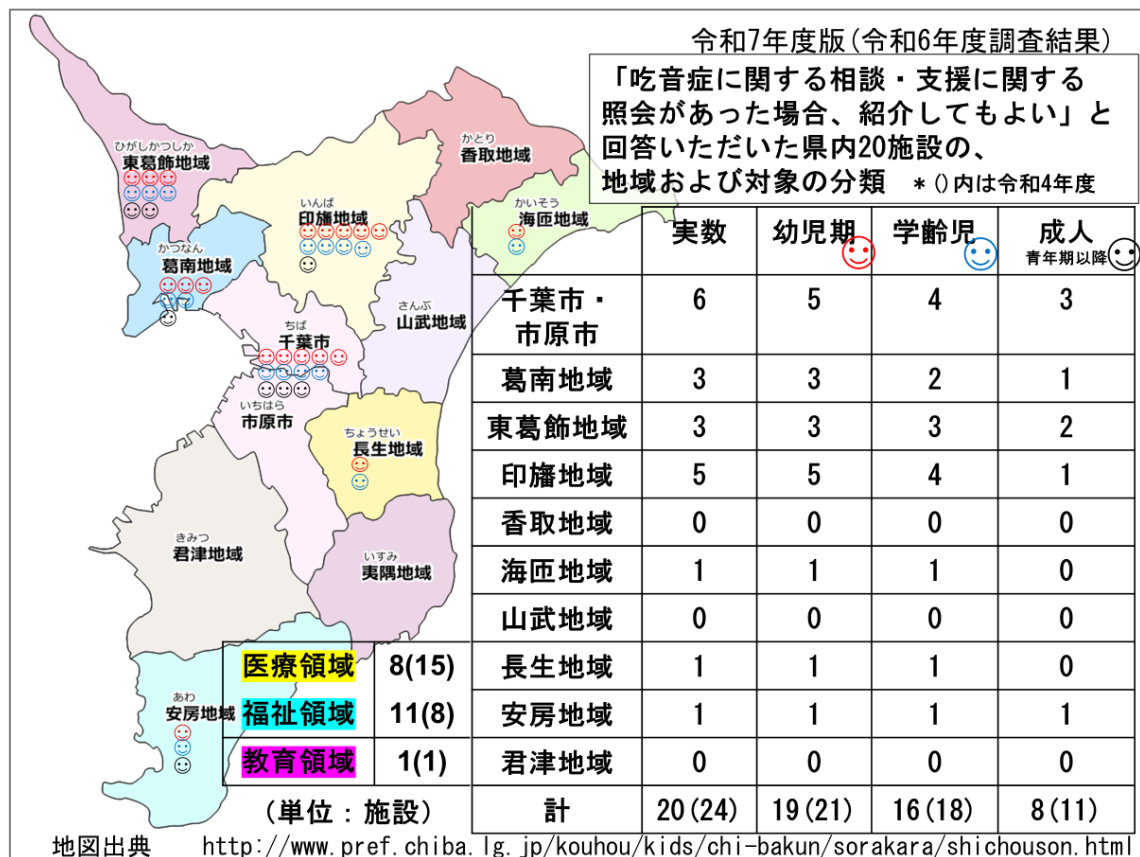 令和7年度版(令和6年度調査結果)
「吃音症に関する相談・支援に関する
照会があった場合、紹介してもよい」と
回答いただいた県内20施設の、
地域および対象の分類 *()内は令和4年度
ひがしかつしか
東葛飾地域
かとり
香取地域
いんば
印旛地域
かいそう
海匝地域
かつなん
葛南地域
さんぶ
山武地域
ちば
千葉市
いちはら
市原市
ちょうせい
長生地域
きみつ
君津地域
いすみ
夷隅地域
あわ
安房地域
実数 幼児期 学齢児 成人
青年期以降
千葉市・
市原市 6 5 4 3
葛南地域 3 3 2 1
東葛飾地域 3 3 3 2
印旛地域 5 5 4 1
香取地域 0 0 0 0
海匝地域 1 1 1 0
山武地域 0 0 0 0
長生地域 1 1 1 0
安房地域 1 1 1 1
君津地域 0 0 0 0
計 20(24) 19(21) 16(18) 8(11)
医療領域 8(15)
福祉領域 11(8)
教育領域 1(1)
(単位：施設)
地図出典 http://www.pref.chiba.lg.jp/kouhou/kids/chi-bakun/sorakara/shichouson.html